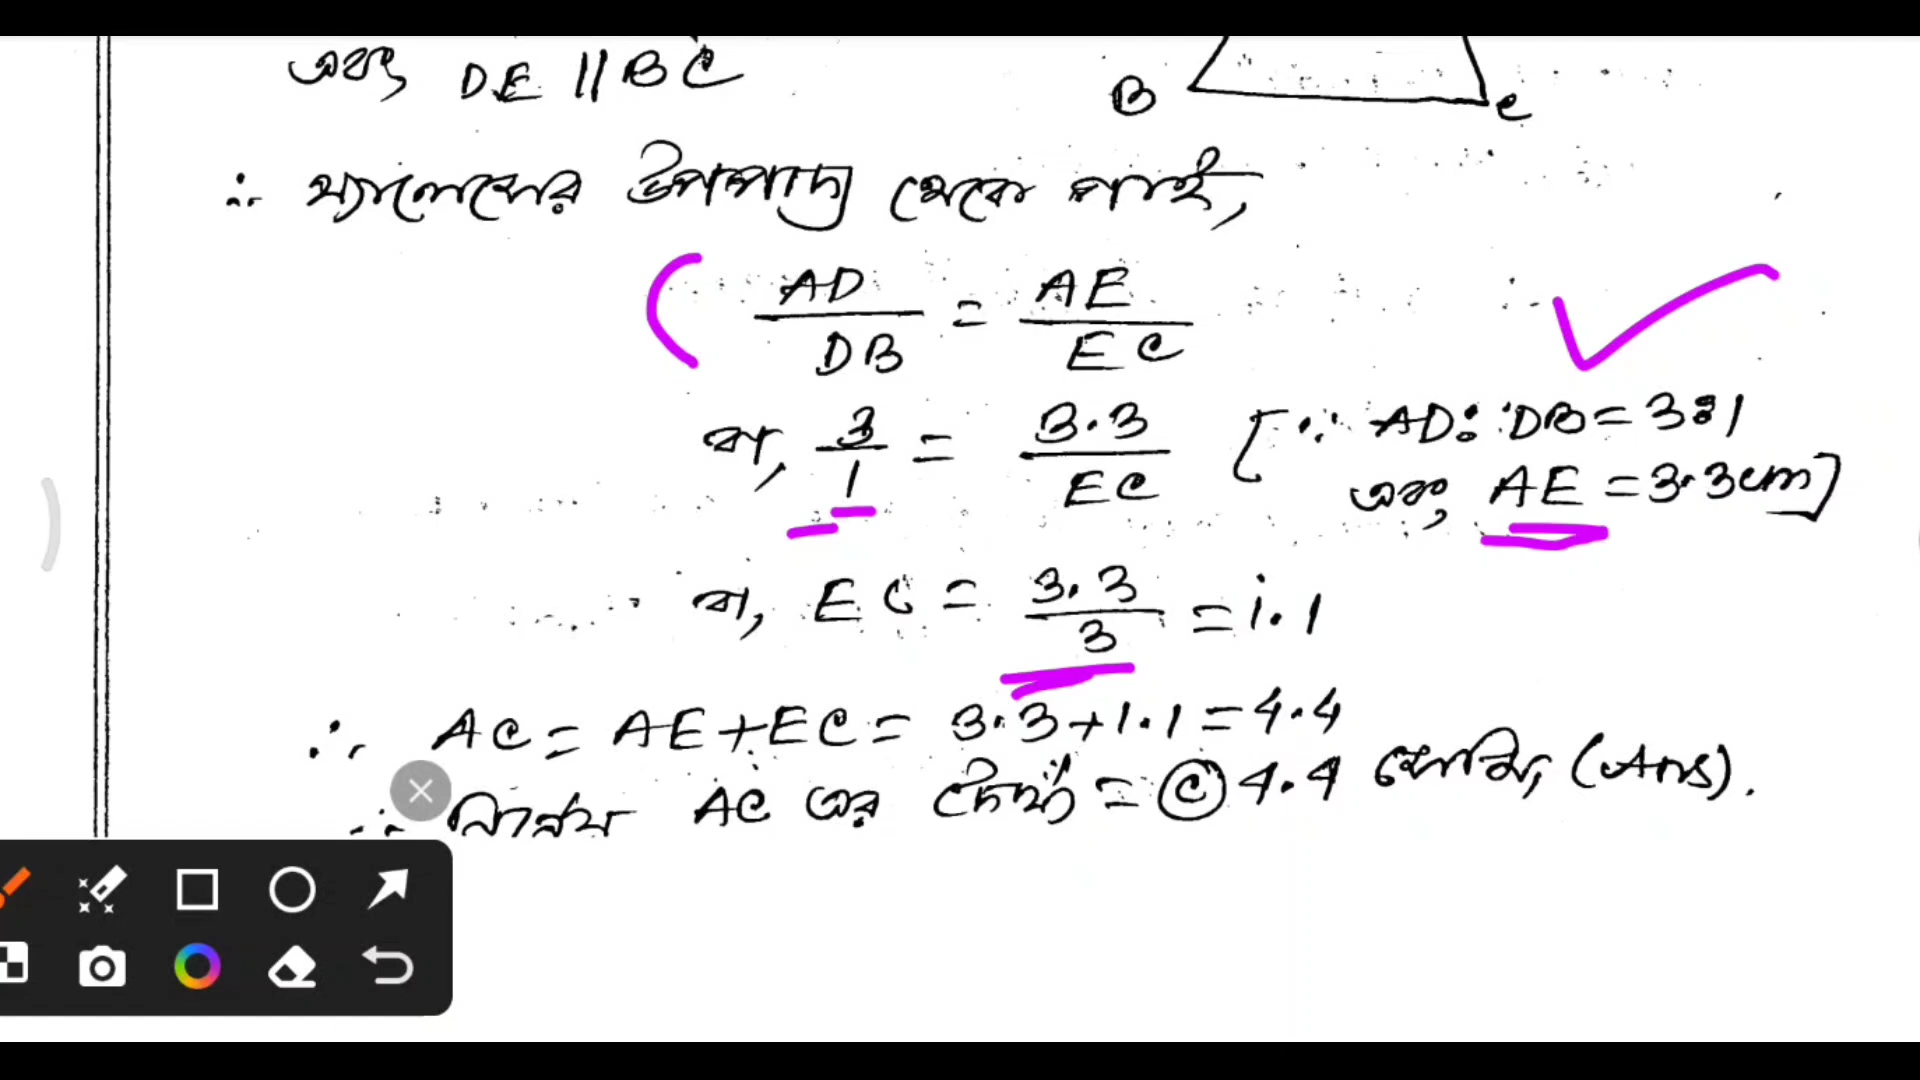 এবং DE || BC
B C
∴ থ্যালেসের উপপাদ্য থেকে পাই,
AD/DB = AE/EC
বা, 3/1 = 3.3/EC [∵ AD : DB = 3:1
এবং, AE = 3.3cm]
বা, EC = 3.3/3 = 1.1
∴ AC = AE+EC = 3.3+1.1 = 4.4
∴ নির্ণেয় AC এর দৈর্ঘ্য = Ⓒ 4.4 সেমি, (Ans).